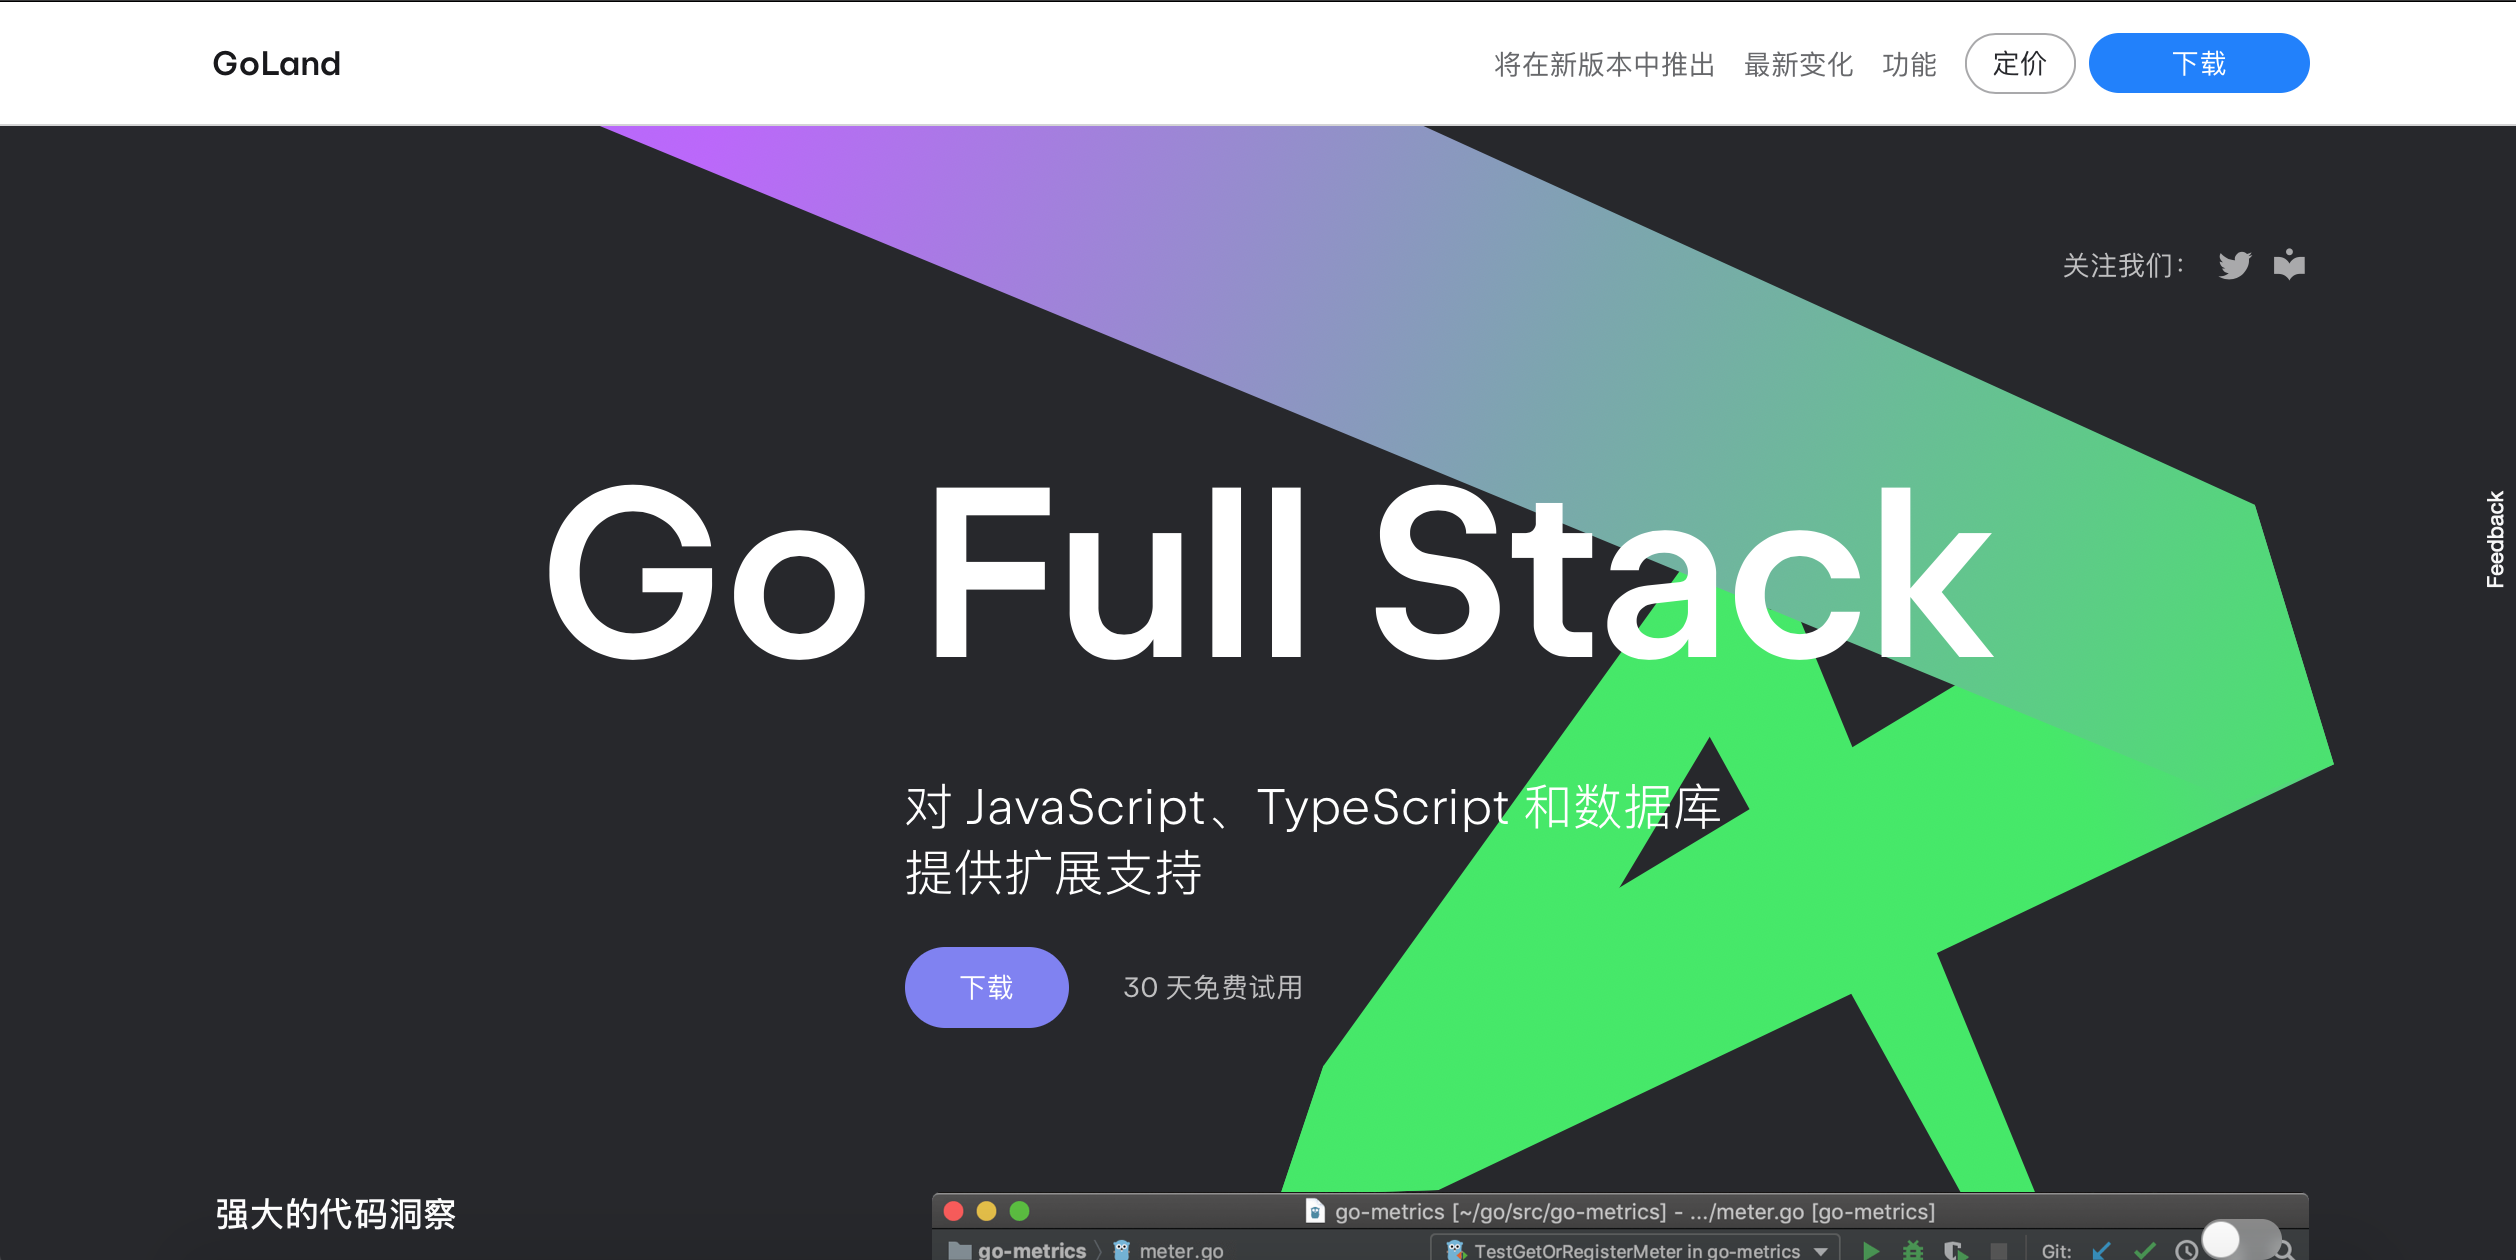 GoLand
将在新版本中推出 最新变化 功能 定价 下载
关注我们：
Go Full Stack
Feedback
对 JavaScript、TypeScript 和数据库
提供扩展支持
下载 30 天免费试用
强大的代码洞察
go-metrics [~/go/src/go-metrics] - .../meter.go [go-metrics]
go-metrics meter.go TestGetOrRegisterMeter in go-metrics Git: